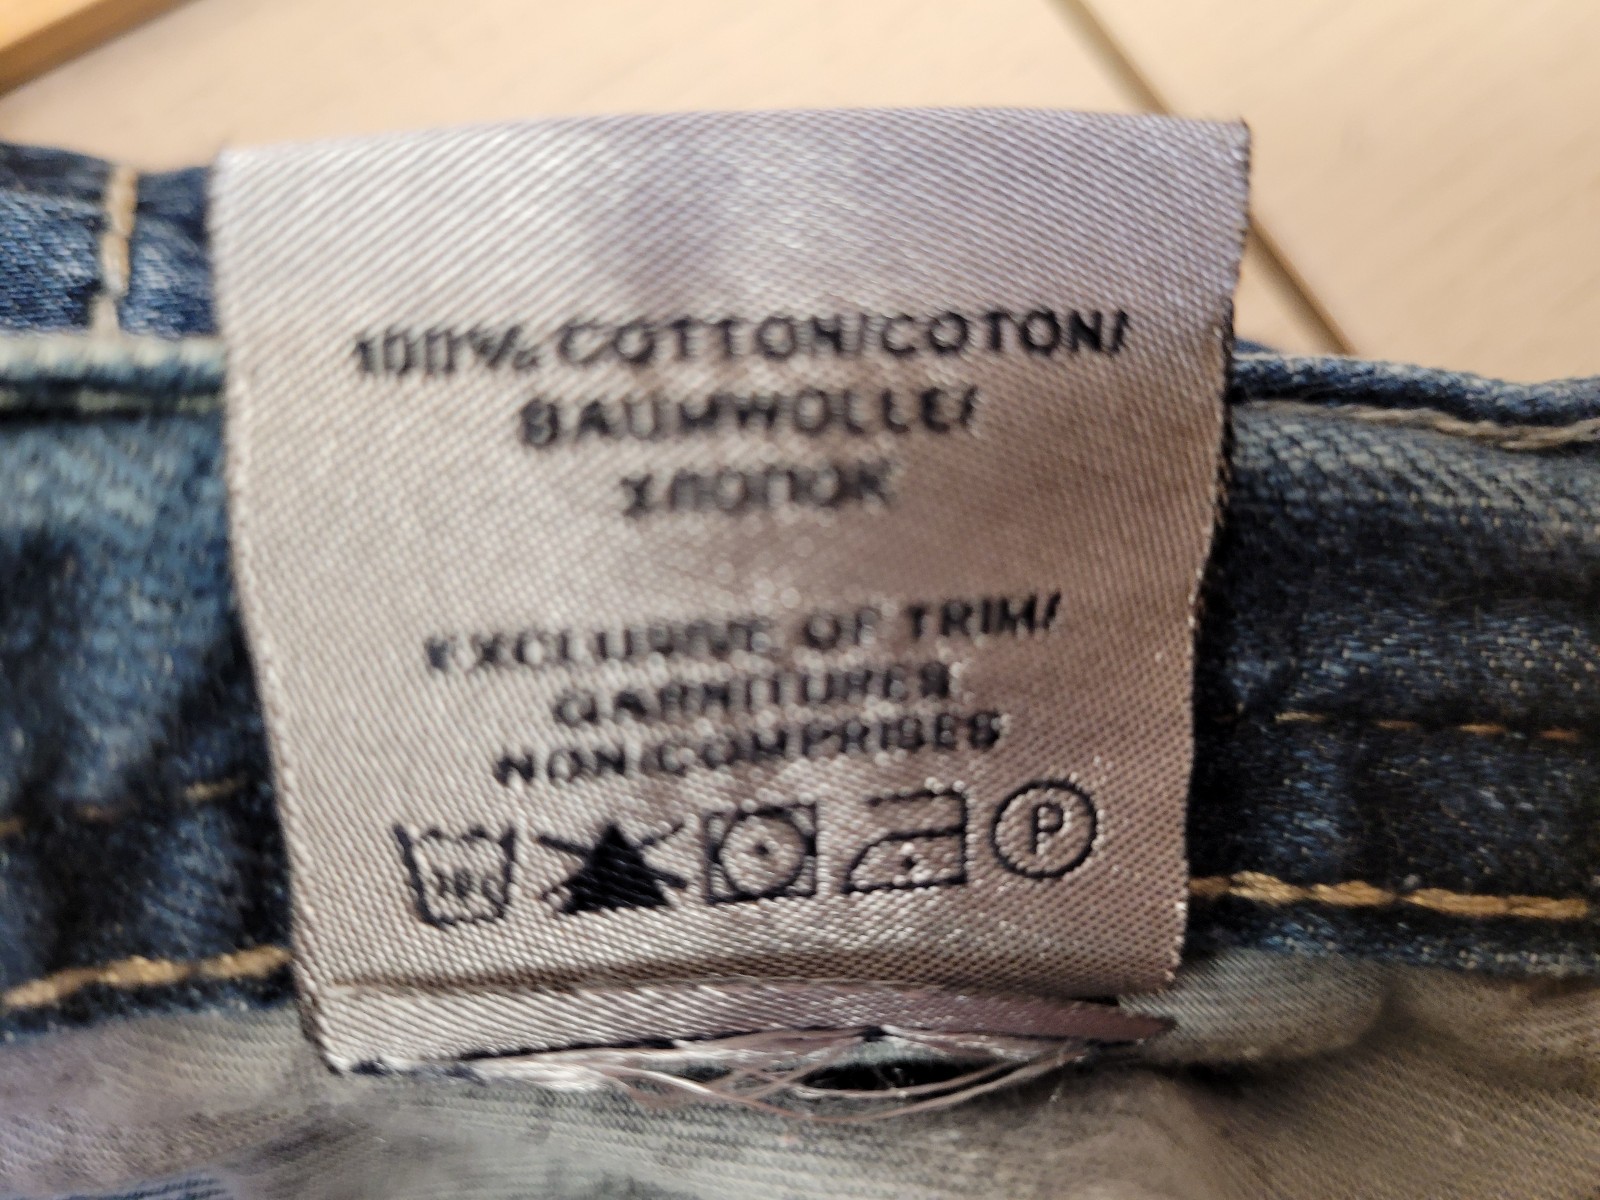 100% COTTON/COTON/
BAUMWOLLE/
ХЛОПОК
EXCLUSIVE OF TRIM/
GARNITURES
NON COMPRISES
P